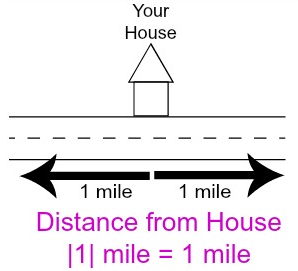 Your
House
1 mile 1 mile
Distance from House
|1| mile = 1 mile